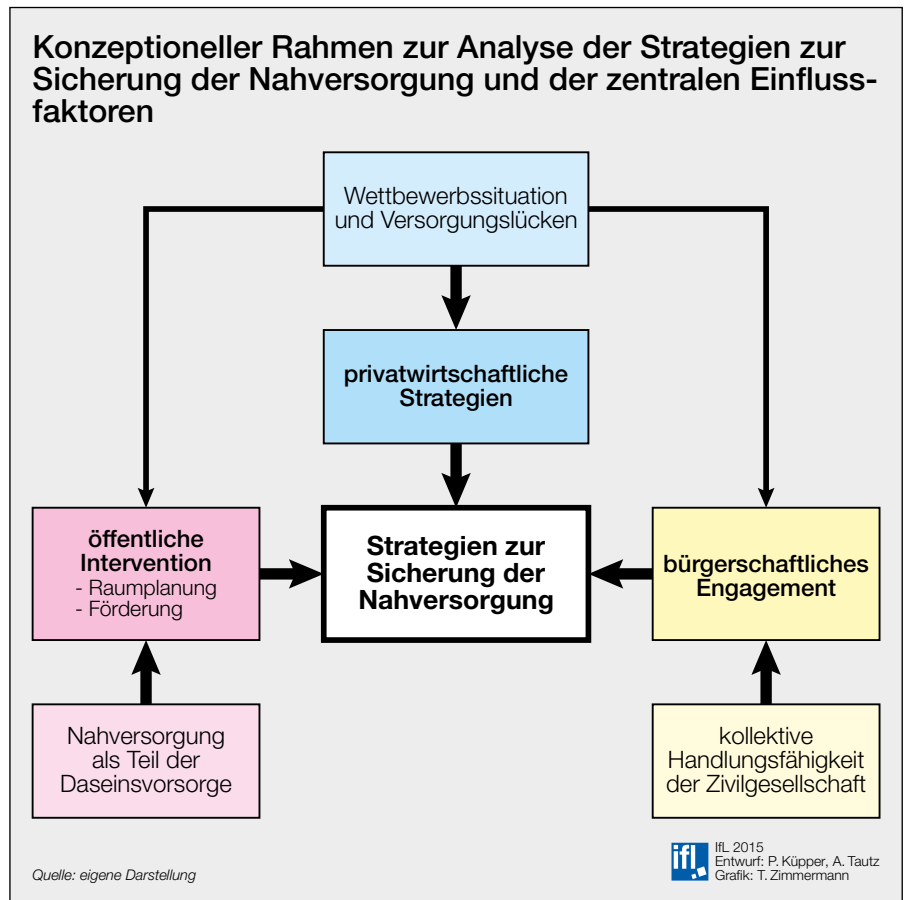 Konzeptioneller Rahmen zur Analyse der Strategien zur
Sicherung der Nahversorgung und der zentralen Einfluss-
faktoren
Wettbewerbssituation
und Versorgungslücken
privatwirtschaftliche
Strategien
öffentliche
Intervention
- Raumplanung
- Förderung
Strategien zur
Sicherung der
Nahversorgung
bürgerschaftliches
Engagement
Nahversorgung
als Teil der
Daseinsvorsorge
kollektive
Handlungsfähigkeit
der Zivilgesellschaft
Quelle: eigene Darstellung
ifl
IfL 2015
Entwurf: P. Küpper, A. Tautz
Grafik: T. Zimmermann